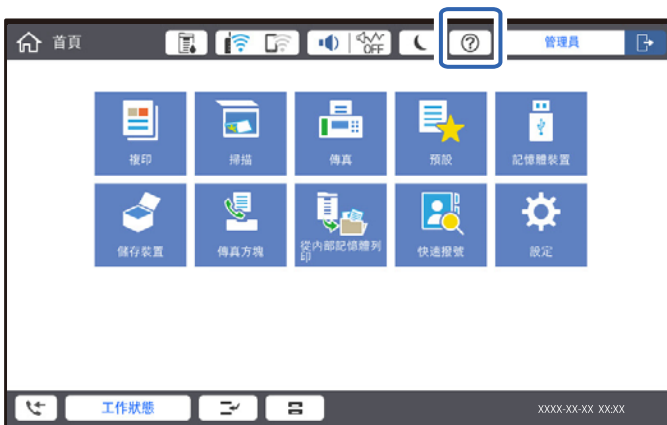 首頁
OFF
管理員
複印
掃描
傳真
預設
記憶體裝置
儲存裝置
傳真方塊
從內部記憶體列
印
快速撥號
設定
工作狀態
XXXX-XX-XX XX:XX